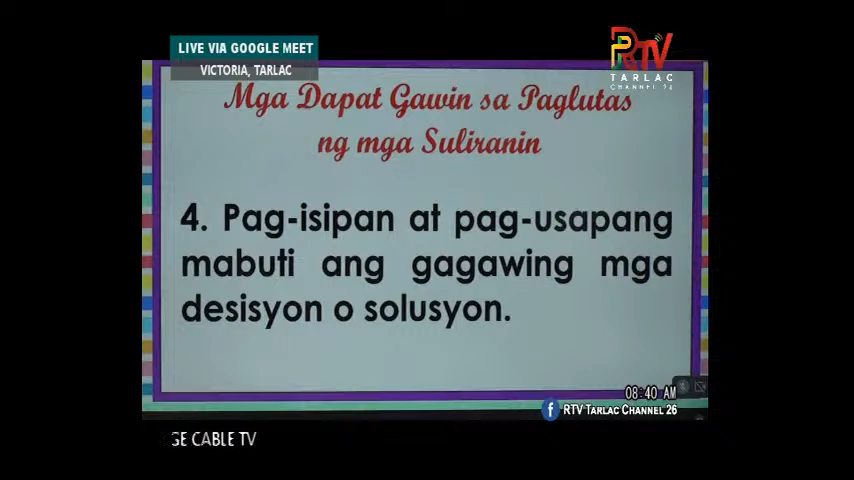 LIVE VIA GOOGLE MEET
VICTORIA, TARLAC
RTV
TARLAC
CHANNEL 26
Mga Dapat Gawin sa Paglutas
ng mga Suliranin
4. Pag-isipan at pag-usapang
mabuti ang gagawing mga
desisyon o solusyon.
08:40 AM
RTV TARLAC CHANNEL 26
GE CABLE TV